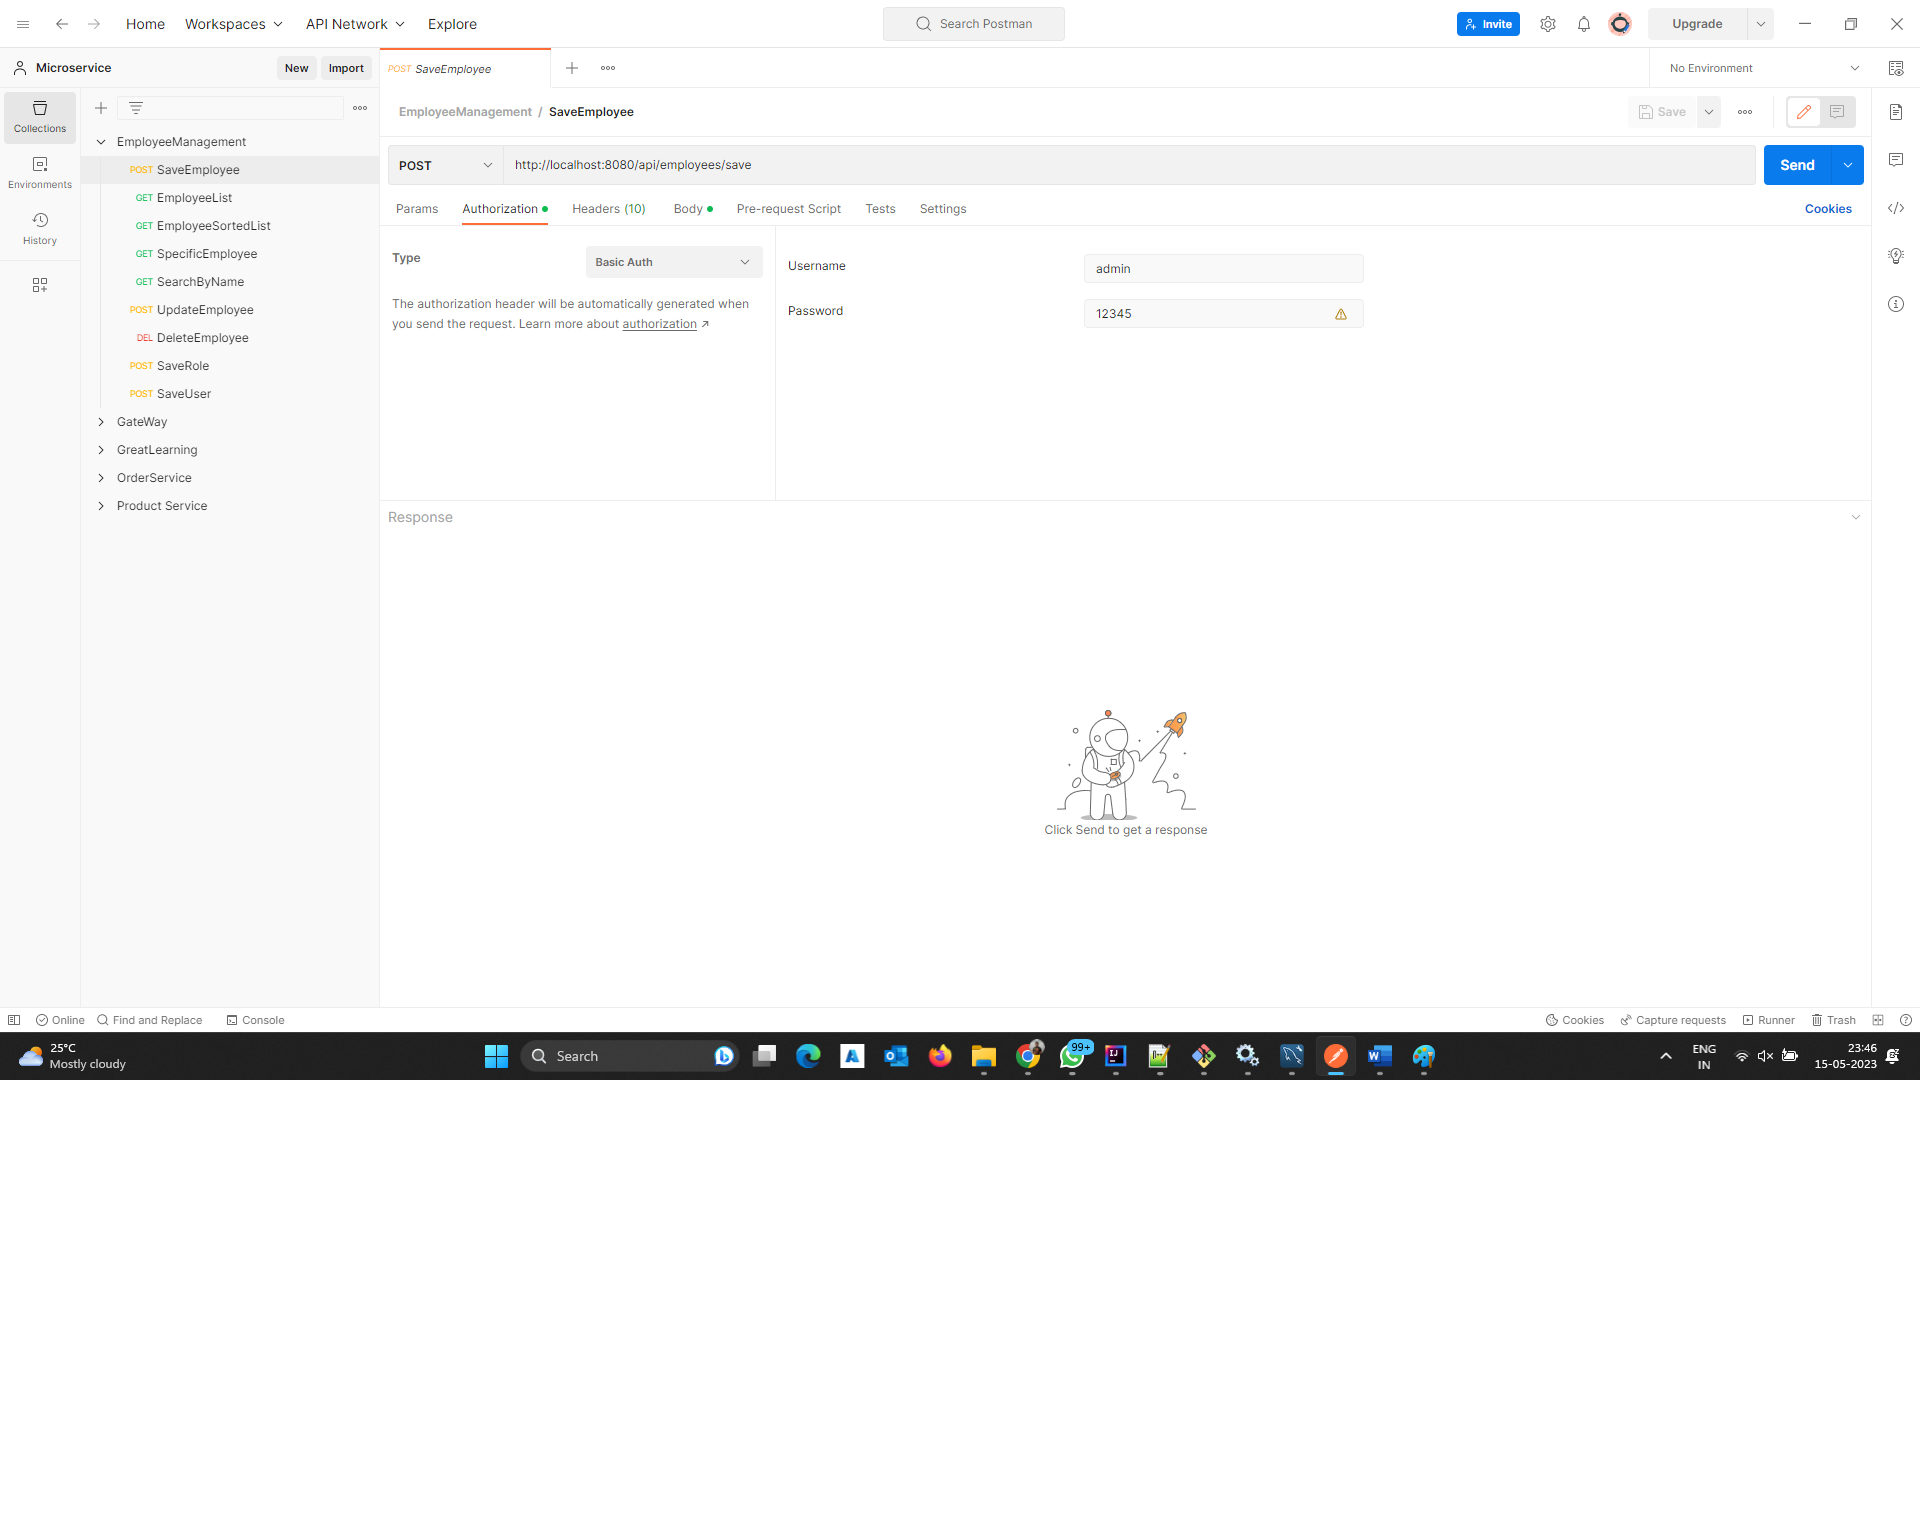 Home Workspaces API Network Explore Search Postman Invite Upgrade
Microservice New Import POST SaveEmployee No Environment
EmployeeManagement / SaveEmployee Save
Collections
Environments
History
EmployeeManagement
POST SaveEmployee
GET EmployeeList
GET EmployeeSortedList
GET SpecificEmployee
GET SearchByName
POST UpdateEmployee
DEL DeleteEmployee
POST SaveRole
POST SaveUser
GateWay
GreatLearning
OrderService
Product Service
POST http://localhost:8080/api/employees/save Send
Params Authorization Headers (10) Body Pre-request Script Tests Settings Cookies
Type Basic Auth
The authorization header will be automatically generated when
you send the request. Learn more about authorization ↗
Username admin
Password 12345
Response
Click Send to get a response
Online Find and Replace Console Cookies Capture requests Runner Trash
25°C
Mostly cloudy
Search
99+
ENG
IN
23:46
15-05-2023